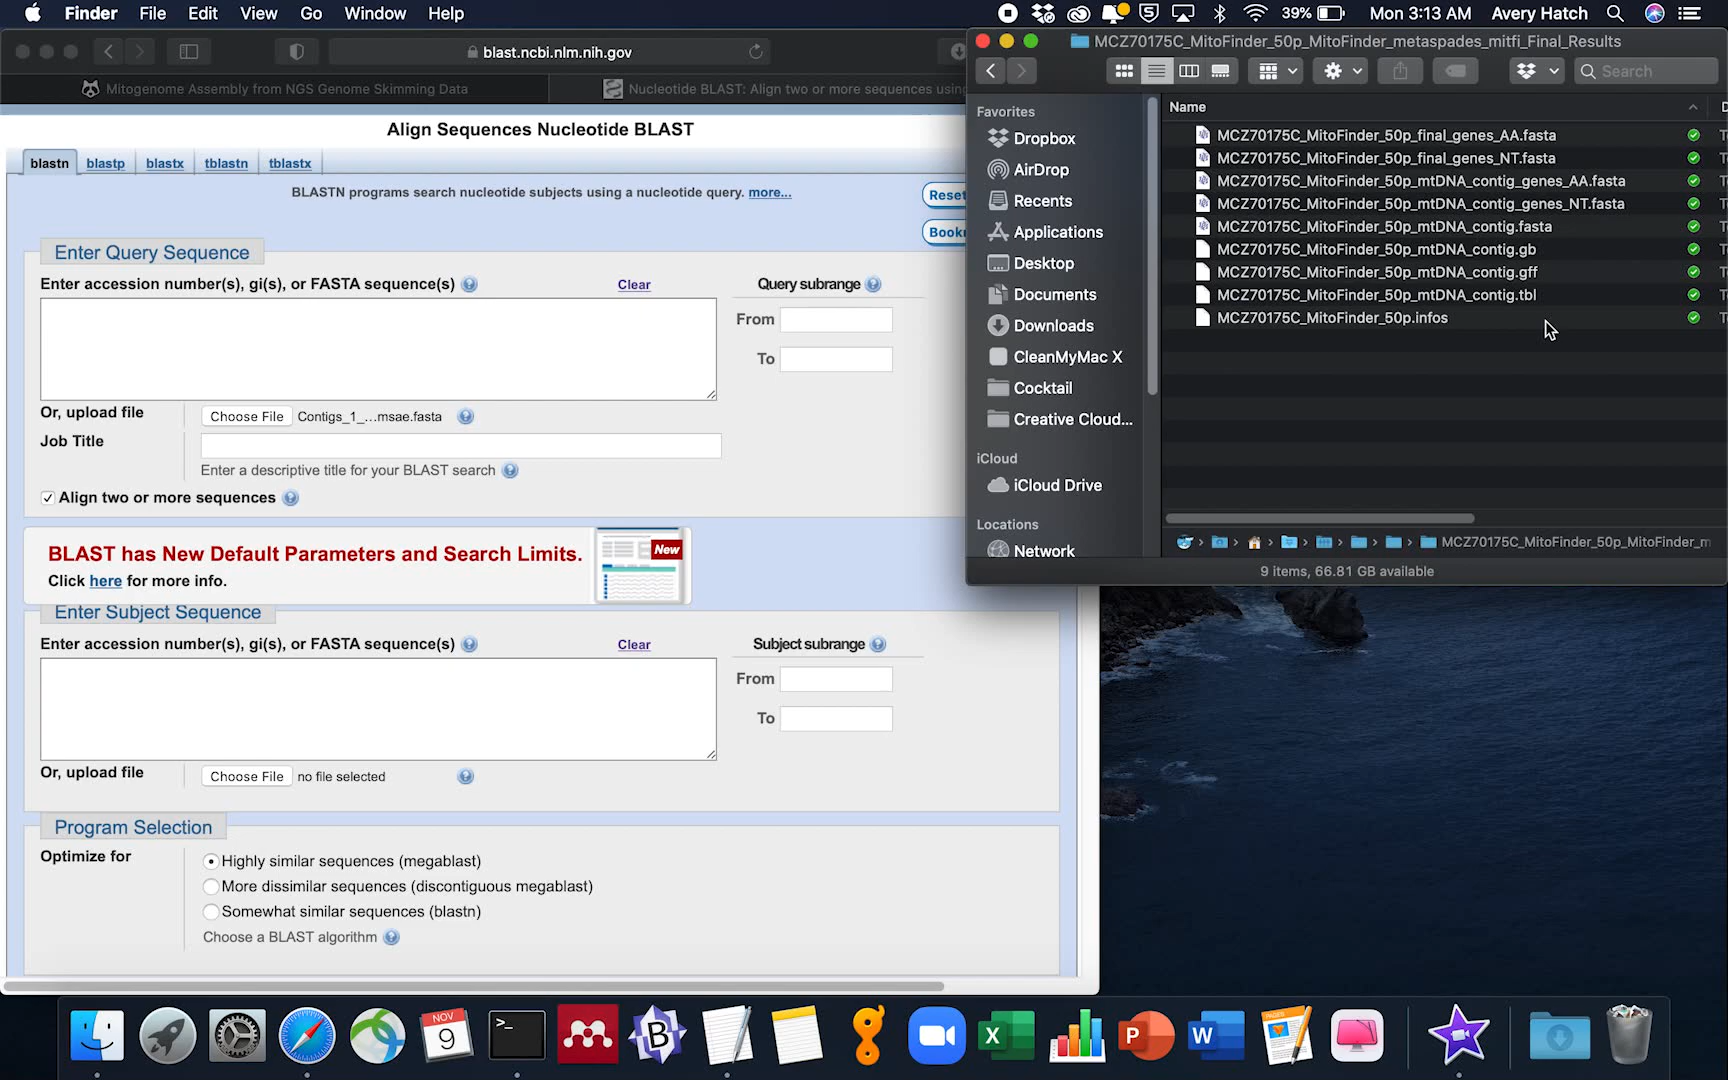 Finder File Edit View Go Window Help
39% Mon 3:13 AM Avery Hatch
blast.ncbi.nlm.nih.gov
Mitogenome Assembly from NGS Genome Skimming Data
Nucleotide BLAST: Align two or more sequences using
Align Sequences Nucleotide BLAST
blastn blastp blastx tblastn tblastx
BLASTN programs search nucleotide subjects using a nucleotide query. more...
Reset
Bookr
Enter Query Sequence
Enter accession number(s), gi(s), or FASTA sequence(s)
Clear
Query subrange
From
To
Or, upload file
Choose File Contigs_1_...msae.fasta
Job Title
Enter a descriptive title for your BLAST search
Align two or more sequences
BLAST has New Default Parameters and Search Limits.
New
Click here for more info.
Enter Subject Sequence
Enter accession number(s), gi(s), or FASTA sequence(s)
Clear
Subject subrange
From
To
Or, upload file
Choose File no file selected
Program Selection
Optimize for
Highly similar sequences (megablast)
More dissimilar sequences (discontiguous megablast)
Somewhat similar sequences (blastn)
Choose a BLAST algorithm
MCZ70175C_MitoFinder_50p_MitoFinder_metaspades_mitfi_Final_Results
Search
Favorites
Dropbox
AirDrop
Recents
Applications
Desktop
Documents
Downloads
CleanMyMac X
Cocktail
Creative Cloud...
iCloud
iCloud Drive
Locations
Network
Name
MCZ70175C_MitoFinder_50p_final_genes_AA.fasta
MCZ70175C_MitoFinder_50p_final_genes_NT.fasta
MCZ70175C_MitoFinder_50p_mtDNA_contig_genes_AA.fasta
MCZ70175C_MitoFinder_50p_mtDNA_contig_genes_NT.fasta
MCZ70175C_MitoFinder_50p_mtDNA_contig.fasta
MCZ70175C_MitoFinder_50p_mtDNA_contig.gb
MCZ70175C_MitoFinder_50p_mtDNA_contig.gff
MCZ70175C_MitoFinder_50p_mtDNA_contig.tbl
MCZ70175C_MitoFinder_50p.infos
MCZ70175C_MitoFinder_50p_MitoFinder_m
9 items, 66.81 GB available
NOV
9
>_
B
X
P
W
PAGES